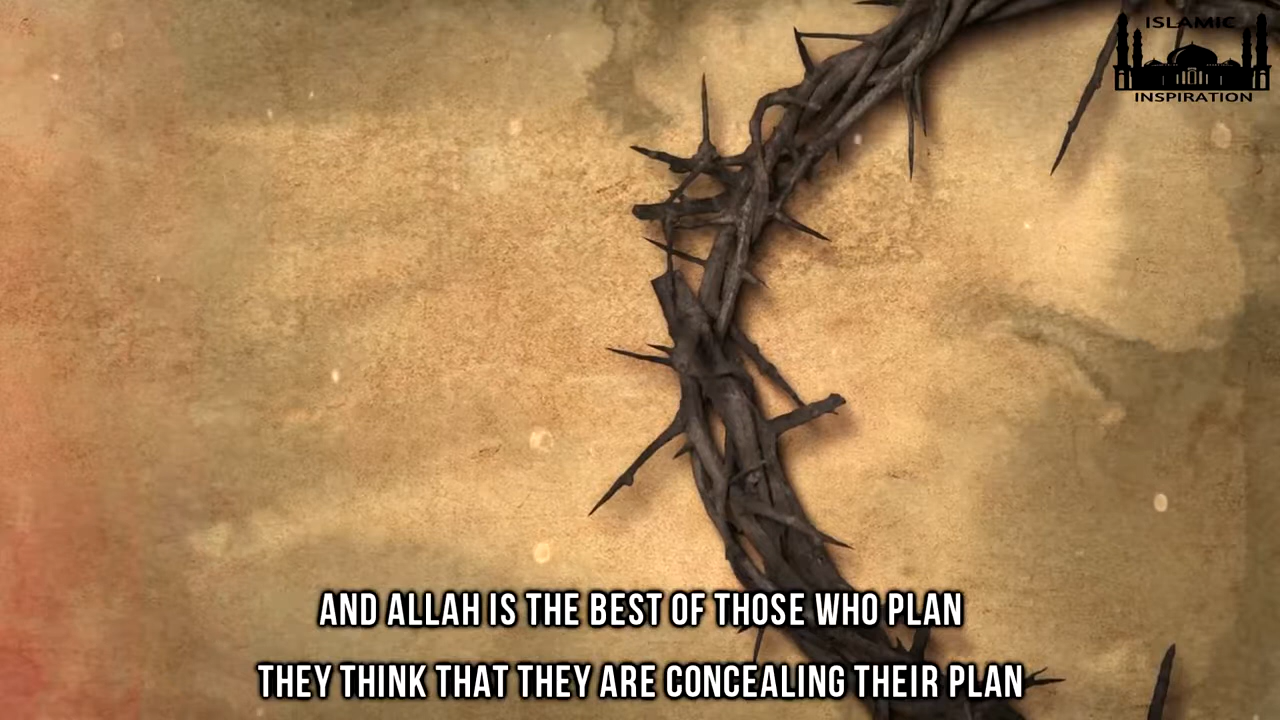 ISLAMIC
INSPIRATION
AND ALLAH IS THE BEST OF THOSE WHO PLAN
THEY THINK THAT THEY ARE CONCEALING THEIR PLAN